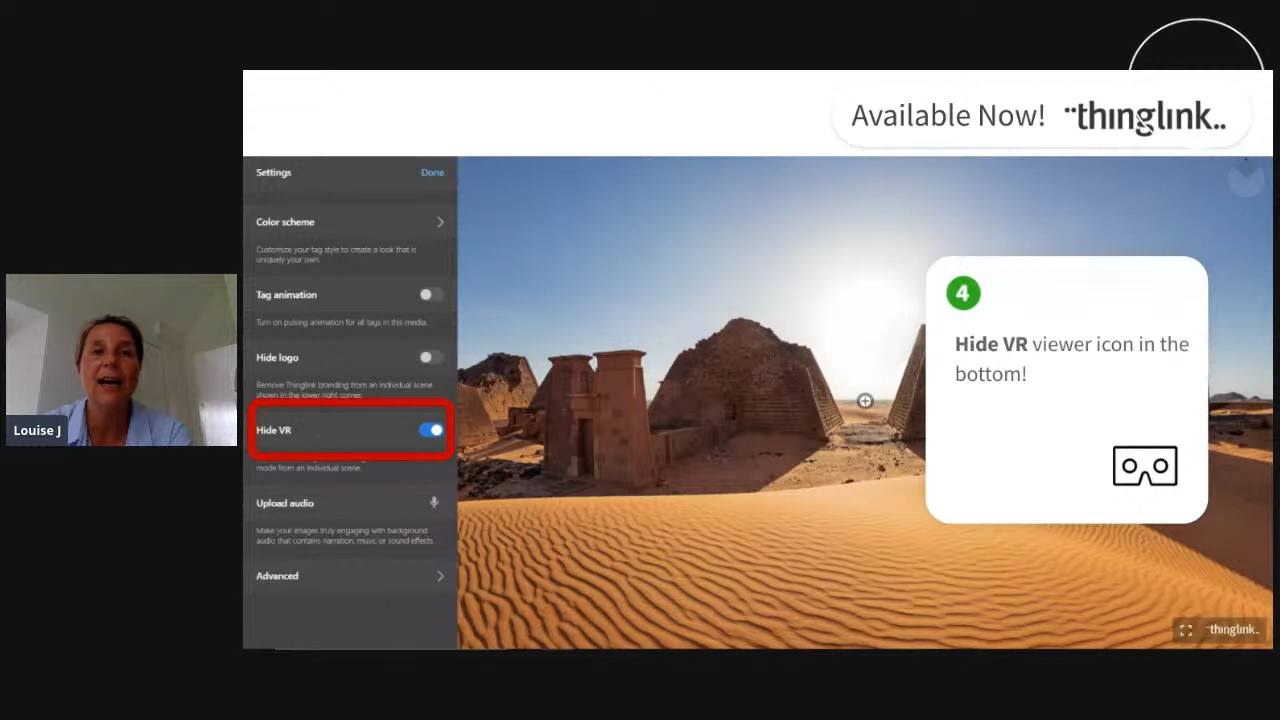 Available Now! thinglink..
Settings
Done
Color scheme
Customize your tag style to create a look that is
uniquely your own.
Tag animation
Turn on pulsing animation for all tags in this media.
Hide logo
Remove Thinglink branding from an individual scene
shown in the lower right corner.
Hide VR
mode from an individual scene.
Upload audio
Make your images truly engaging with background
audio that contains narration, music or sound effects.
Advanced
4
Hide VR viewer icon in the
bottom!
thinglink..
Louise J